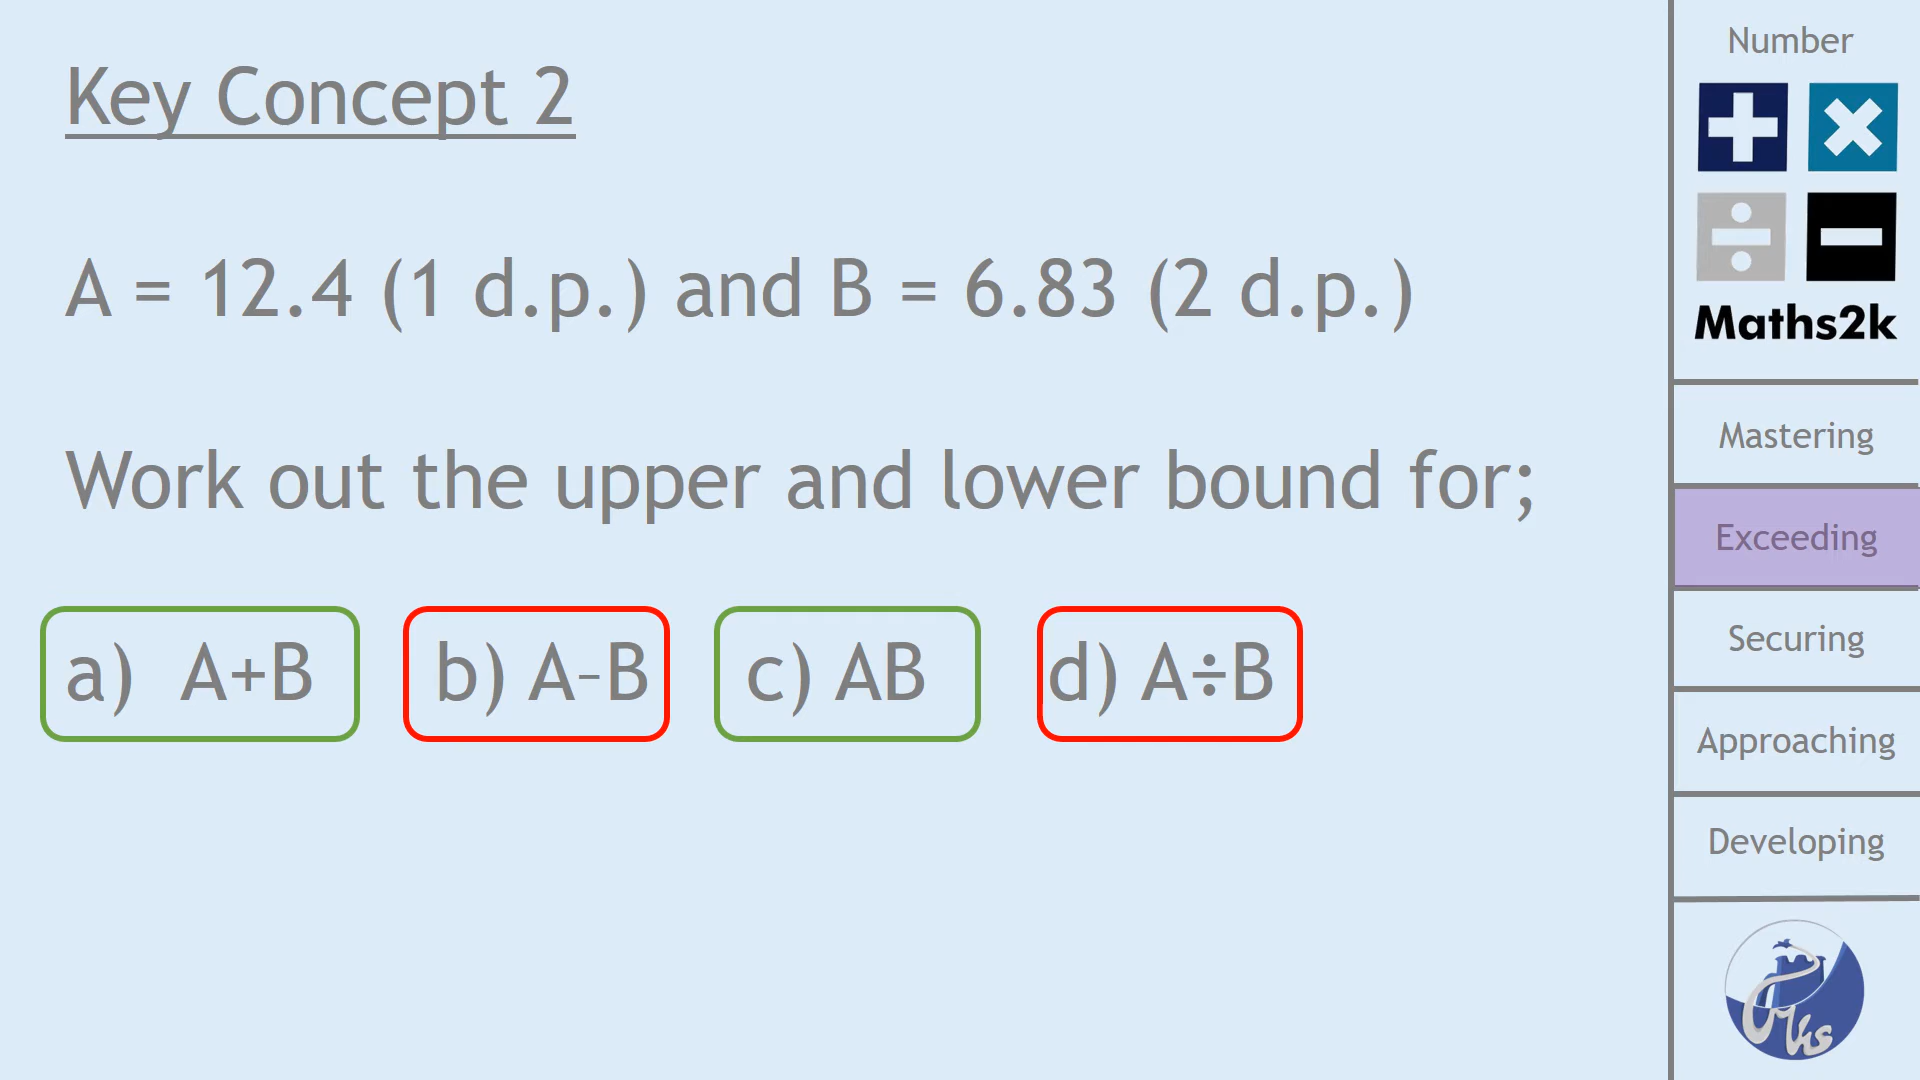 Key Concept 2
A = 12.4 (1 d.p.) and B = 6.83 (2 d.p.)
Work out the upper and lower bound for;
a) A+B b) A–B c) AB d) A÷B
Number
Maths2k
Mastering
Exceeding
Securing
Approaching
Developing